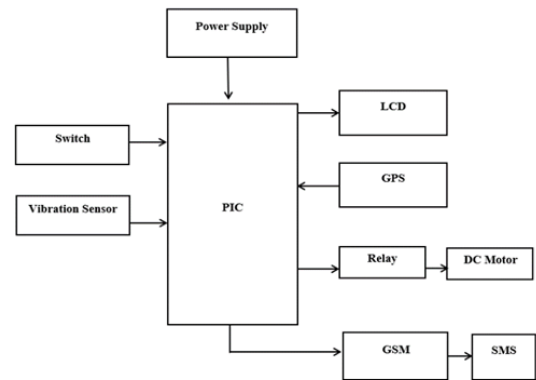 Power Supply
LCD
Switch
GPS
Vibration Sensor
PIC
Relay
DC Motor
GSM
SMS